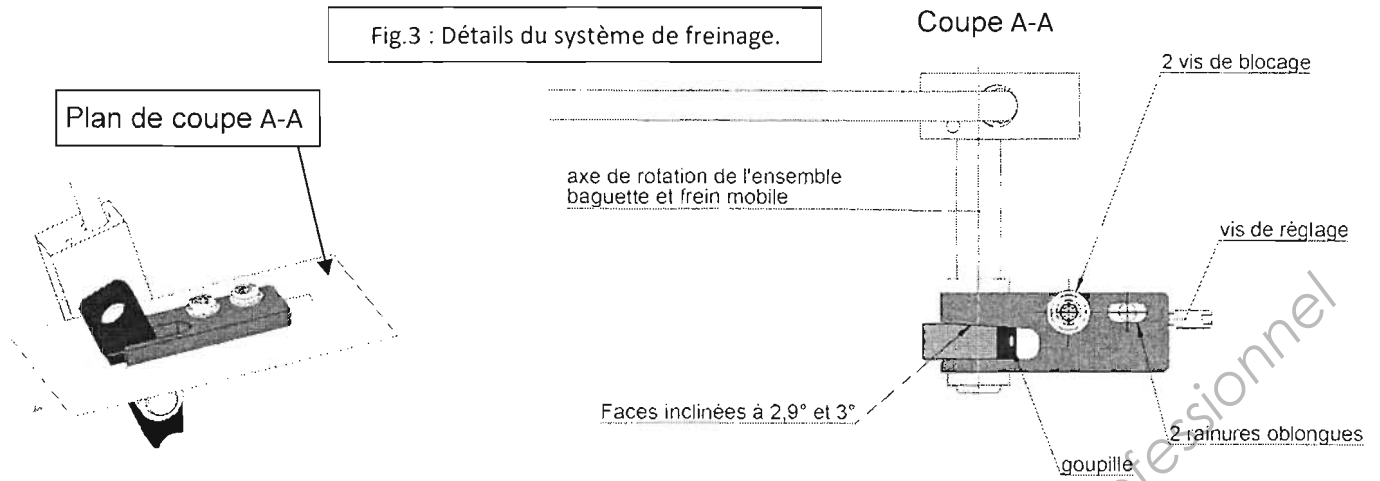 Fig.3 : Détails du système de freinage.
Coupe A-A
2 vis de blocage
Plan de coupe A-A
axe de rotation de l'ensemble
baguette et frein mobile
vis de réglage
Faces inclinées à 2,9° et 3°
2 rainures oblongues
goupille